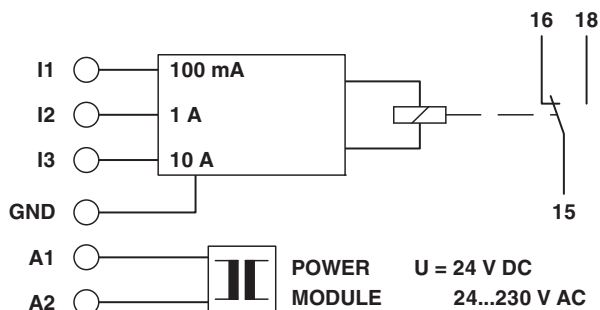 16 18
I1 100 mA
I2 1 A
I3 10 A
GND
15
A1
POWER U = 24 V DC
A2 MODULE 24...230 V AC